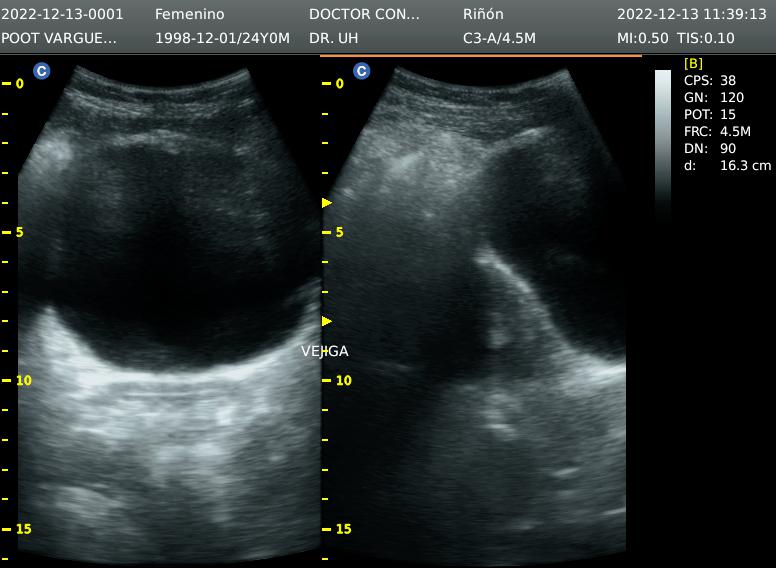 2022-12-13-0001 Femenino DOCTOR CON... Riñón 2022-12-13 11:39:13
POOT VARGUE... 1998-12-01/24Y0M DR. UH C3-A/4.5M MI:0.50 TIS:0.10
C C [B]
0 0 CPS: 38
GN: 120
POT: 15
FRC: 4.5M
DN: 90
d: 16.3 cm
5 5
VEJIGA
10 10
15 15